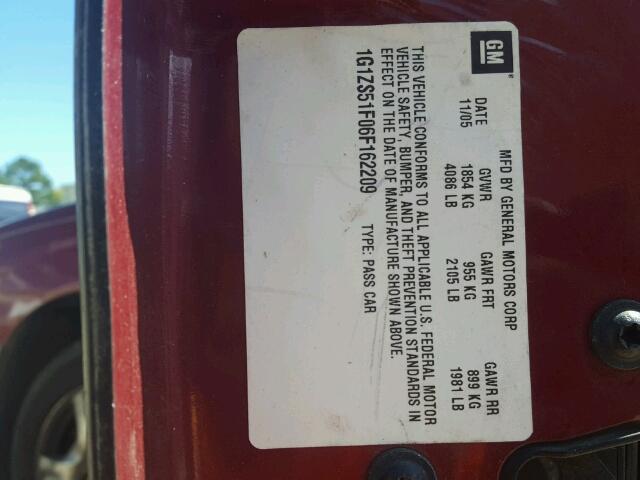 GM
MFD BY GENERAL MOTORS CORP
DATE GVWR GAWR FRT GAWR RR
11/05 1854 KG 955 KG 899 KG
4086 LB 2105 LB 1981 LB
THIS VEHICLE CONFORMS TO ALL APPLICABLE U.S. FEDERAL MOTOR
VEHICLE SAFETY, BUMPER, AND THEFT PREVENTION STANDARDS IN
EFFECT ON THE DATE OF MANUFACTURE SHOWN ABOVE.
1G1ZS51F06F162209 TYPE: PASS CAR